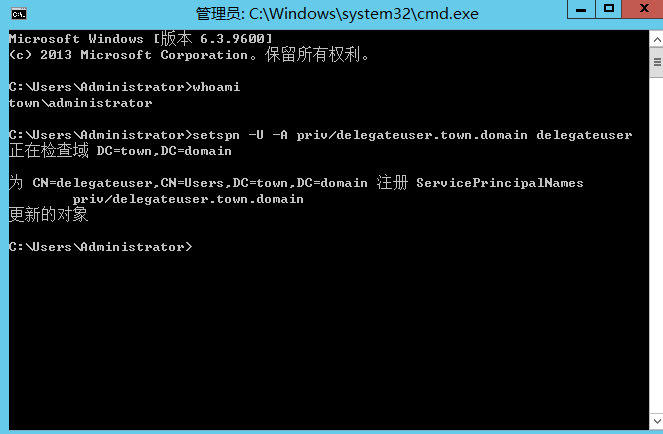 管理员: C:\Windows\system32\cmd.exe
Microsoft Windows [版本 6.3.9600]
(c) 2013 Microsoft Corporation。保留所有权利。
C:\Users\Administrator>whoami
town\administrator
C:\Users\Administrator>setspn -U -A priv/delegateuser.town.domain delegateuser
正在检查域 DC=town,DC=domain
为 CN=delegateuser,CN=Users,DC=town,DC=domain 注册 ServicePrincipalNames
priv/delegateuser.town.domain
更新的对象
C:\Users\Administrator>